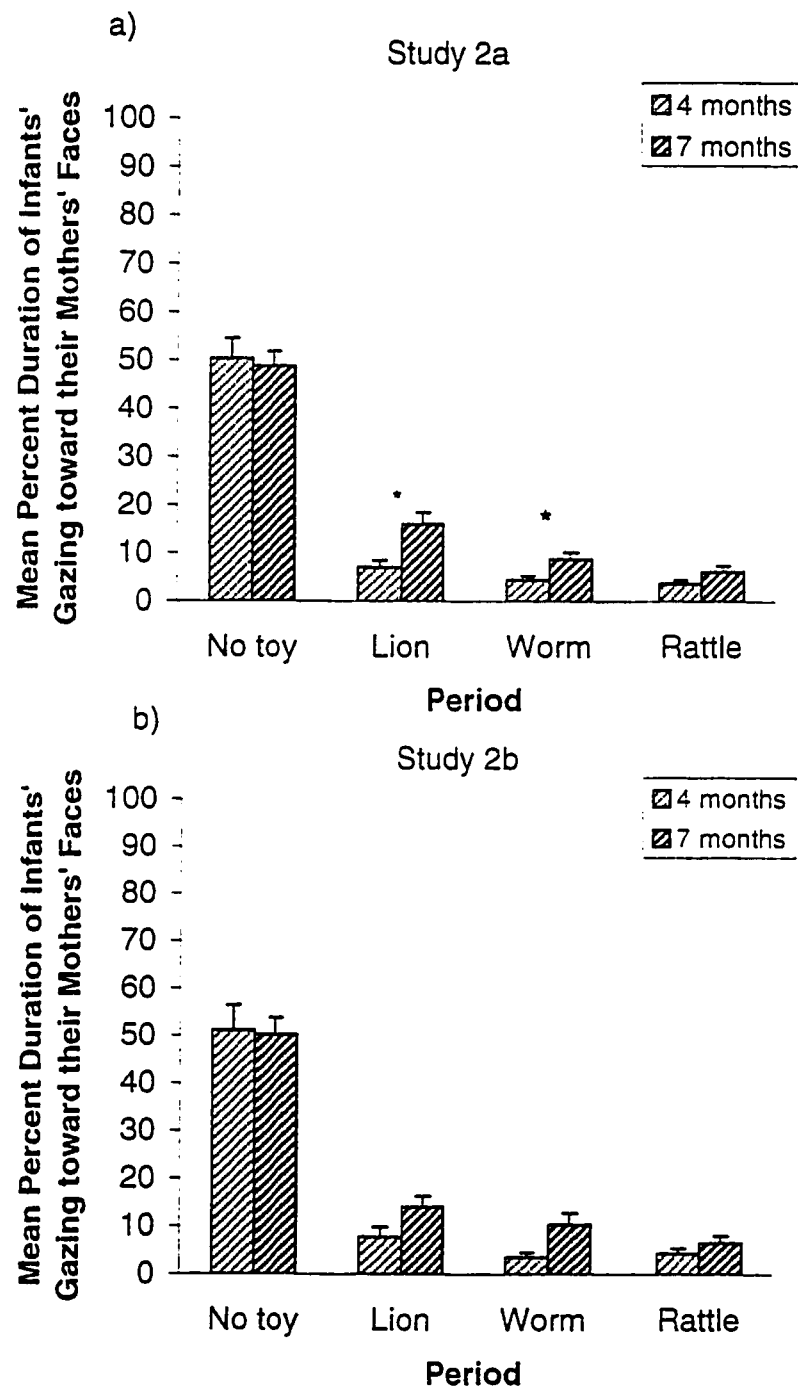 a)
Study 2a
4 months
7 months
Mean Percent Duration of Infants'
Gazing toward their Mothers' Faces
100
90
80
70
60
50
40
30
20
10
0
*
*
No toy Lion Worm Rattle
Period
b)
Study 2b
4 months
7 months
Mean Percent Duration of Infants'
Gazing toward their Mothers' Faces
100
90
80
70
60
50
40
30
20
10
0
No toy Lion Worm Rattle
Period